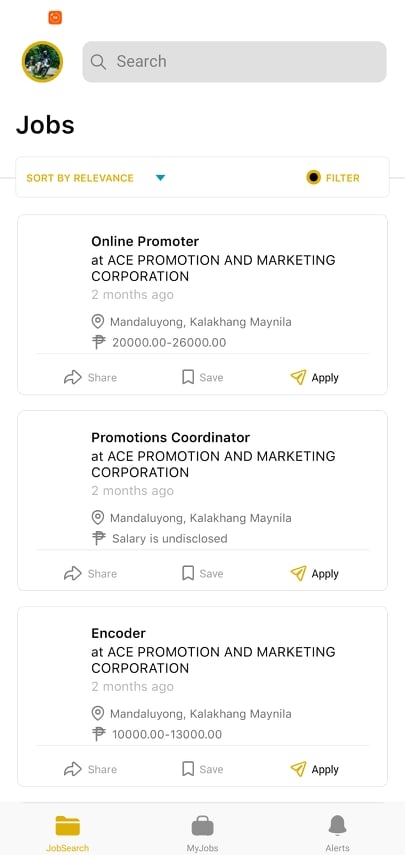 Search
Jobs
SORT BY RELEVANCE
FILTER
Online Promoter
at ACE PROMOTION AND MARKETING
CORPORATION
2 months ago
Mandaluyong, Kalakhang Maynila
₱ 20000.00-26000.00
Share
Save
Apply
Promotions Coordinator
at ACE PROMOTION AND MARKETING
CORPORATION
2 months ago
Mandaluyong, Kalakhang Maynila
₱ Salary is undisclosed
Share
Save
Apply
Encoder
at ACE PROMOTION AND MARKETING
CORPORATION
2 months ago
Mandaluyong, Kalakhang Maynila
₱ 10000.00-13000.00
Share
Save
Apply
JobSearch
MyJobs
Alerts